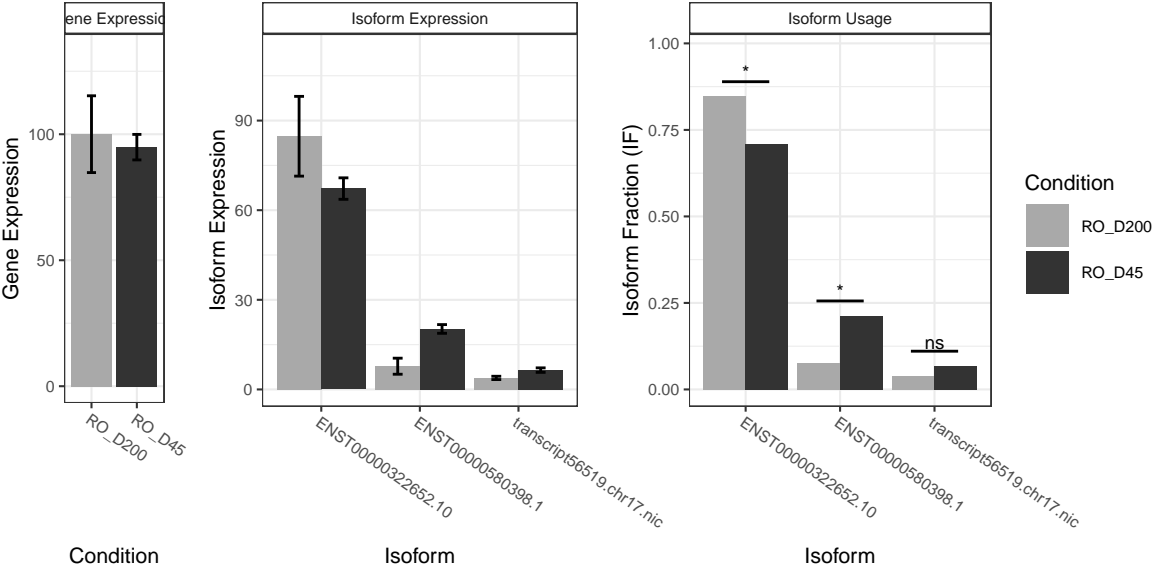 ene Expressic
Gene Expression
100
50
0
RO_D200
RO_D45
Condition
Isoform Expression
Isoform Expression
90
60
30
0
ENST00000322652.10
ENST00000580398.1
transcript56519.chr17.nic
Isoform
Isoform Usage
Isoform Fraction (IF)
1.00
0.75
0.50
0.25
0.00
*
*
ns
ENST00000322652.10
ENST00000580398.1
transcript56519.chr17.nic
Isoform
Condition
RO_D200
RO_D45